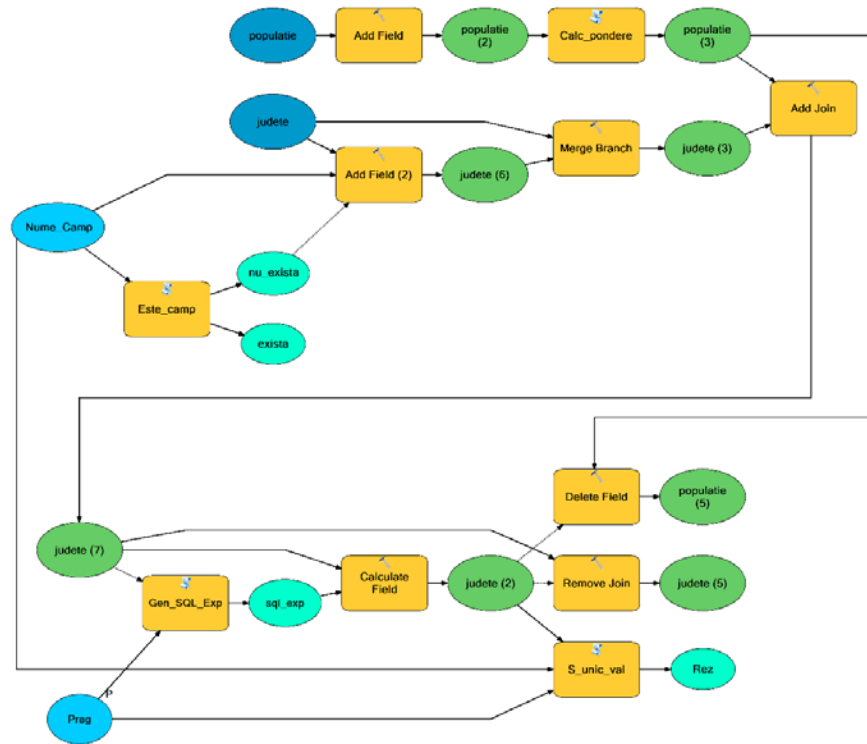 populatie
Add Field
populatie
(2)
Calc_pondere
populatie
(3)
Add Join
judete
Merge Branch
judete (3)
Add Field (2)
judete (6)
Nume_Camp
nu_exista
Este_camp
exista
Delete Field
populatie
(5)
judete (7)
Gen_SQL_Exp
sql_exp
Calculate
Field
judete (2)
Remove Join
judete (5)
S_unic_val
Rez
P
Prag